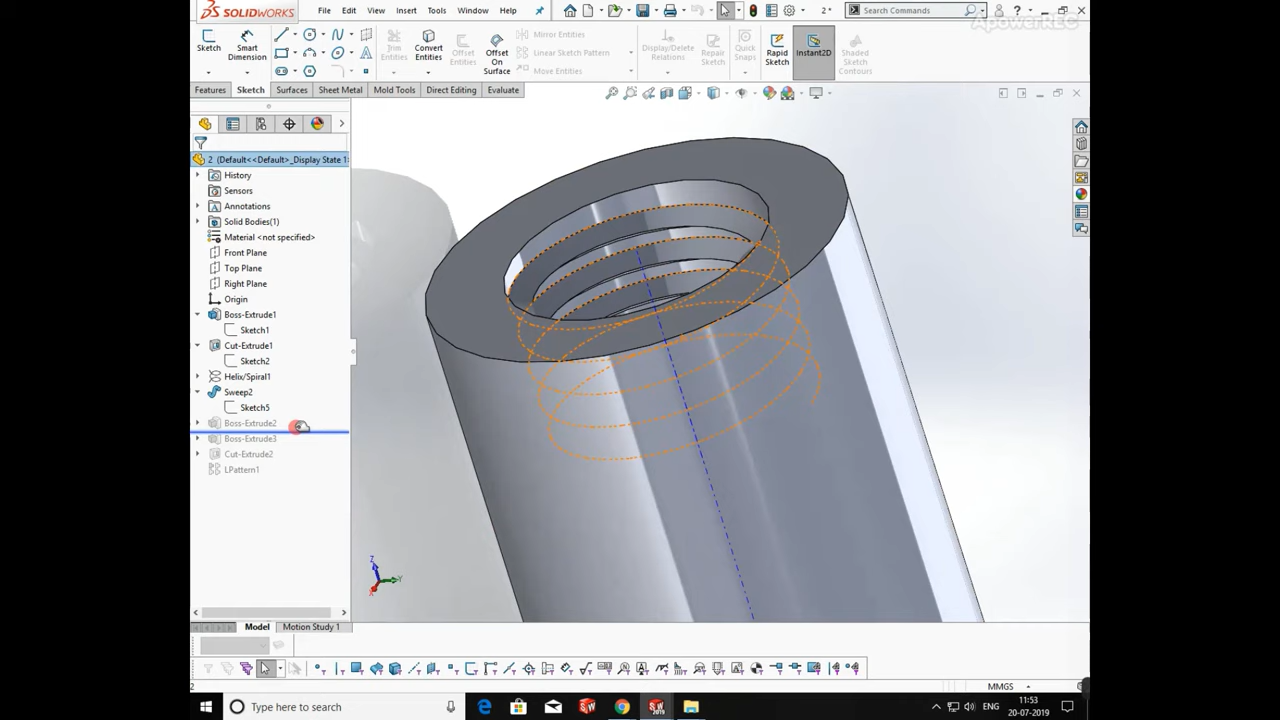 SOLIDWORKS File Edit View Insert Tools Window Help 2 * Search Commands
ApowerREC
Sketch Smart Dimension Trim Entities Convert Entities Offset Entities Offset On Surface Mirror Entities Linear Sketch Pattern Move Entities Display/Delete Relations Repair Sketch Quick Snaps Rapid Sketch Instant2D Shaded Sketch Contours
Features Sketch Surfaces Sheet Metal Mold Tools Direct Editing Evaluate
2 (Default<<Default>_Display State 1>
History
Sensors
Annotations
Solid Bodies(1)
Material <not specified>
Front Plane
Top Plane
Right Plane
Origin
Boss-Extrude1
Sketch1
Cut-Extrude1
Sketch2
Helix/Spiral1
Sweep2
Sketch5
Boss-Extrude2
Boss-Extrude3
Cut-Extrude2
LPattern1
Z
Y
X
Model Motion Study 1
2 MMGS
Type here to search ENG 11:53
20-07-2019